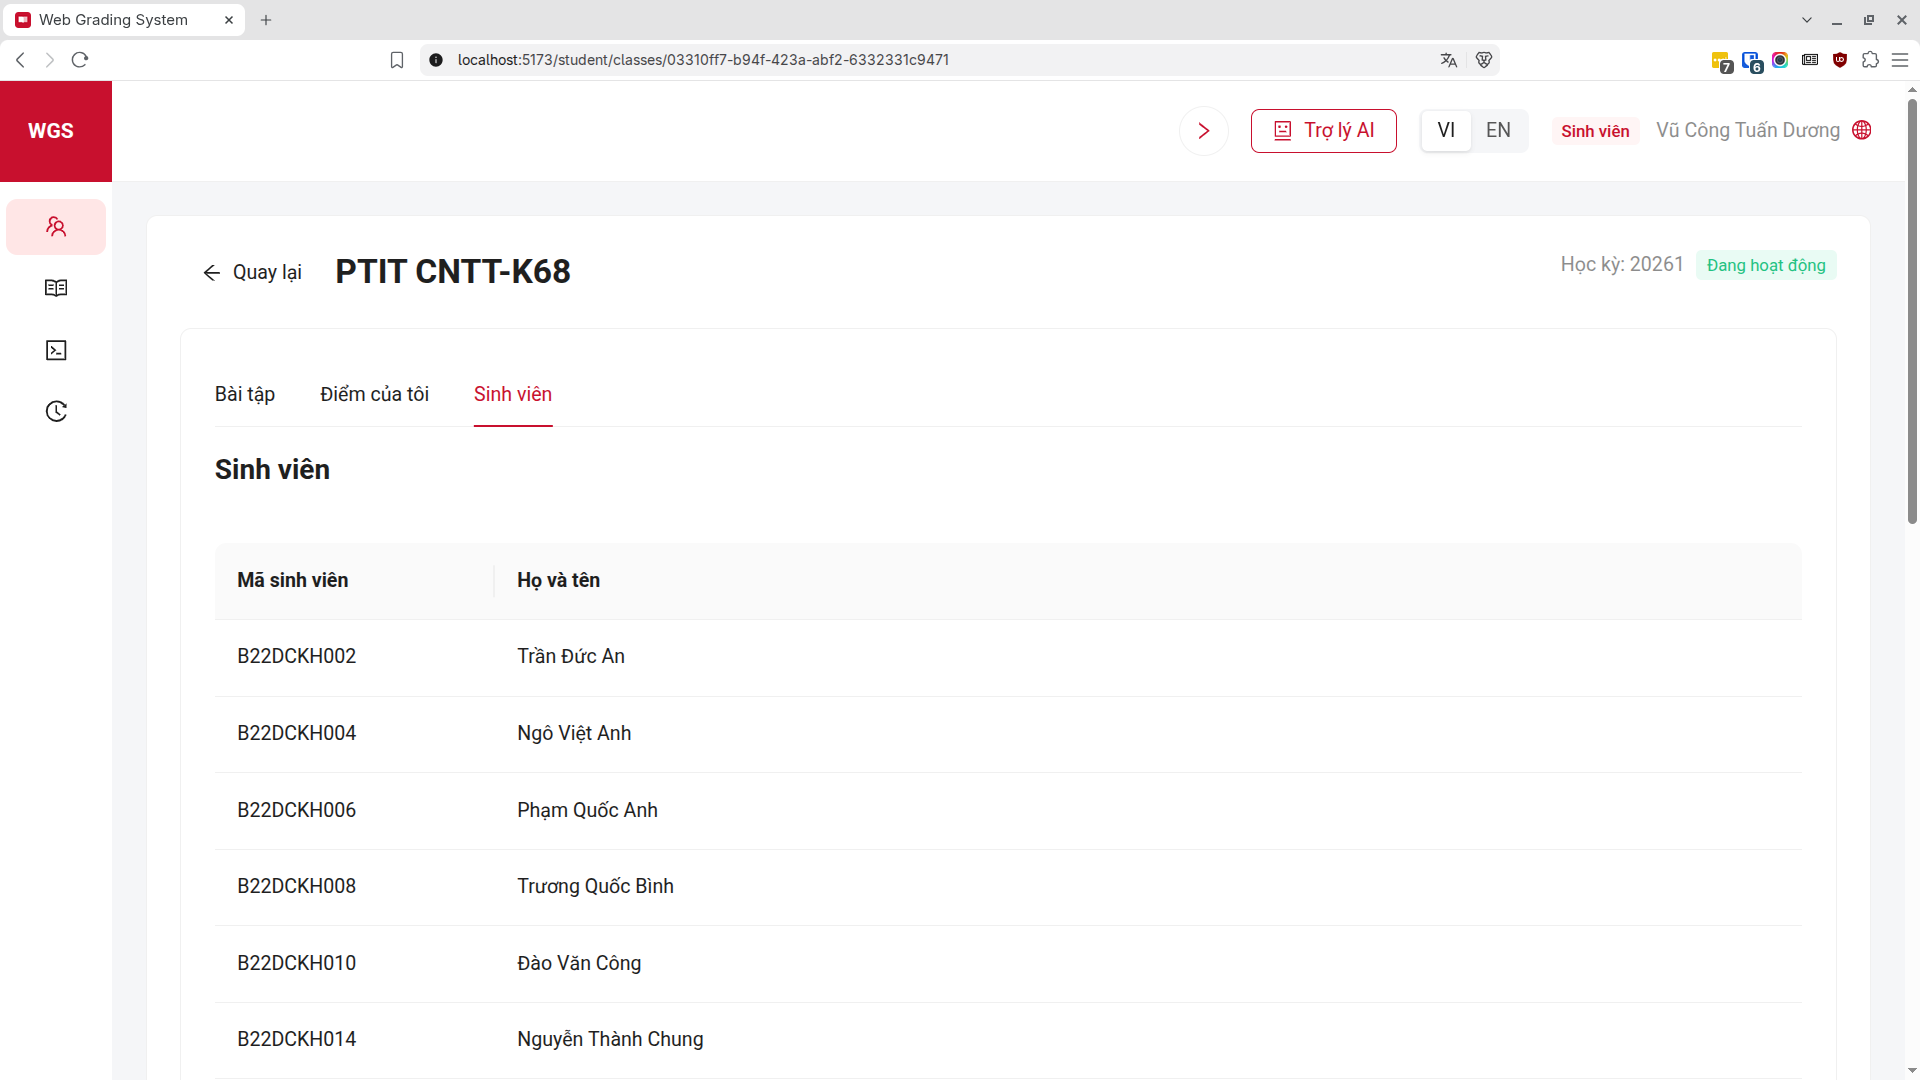 Web Grading System
localhost:5173/student/classes/03310ff7-b94f-423a-abf2-6332331c9471
7
6
WGS
Trợ lý AI
VI EN
Sinh viên
Vũ Công Tuấn Dương
Quay lại
PTIT CNTT-K68
Học kỳ: 20261
Đang hoạt động
Bài tập Điểm của tôi Sinh viên
Sinh viên
Mã sinh viên Họ và tên
B22DCKH002 Trần Đức An
B22DCKH004 Ngô Việt Anh
B22DCKH006 Phạm Quốc Anh
B22DCKH008 Trương Quốc Bình
B22DCKH010 Đào Văn Công
B22DCKH014 Nguyễn Thành Chung